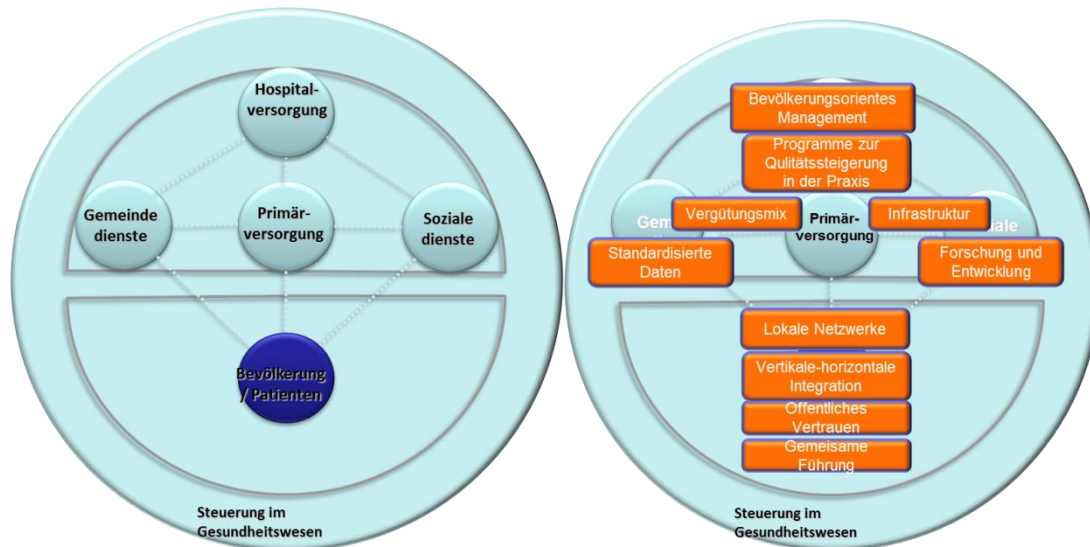 Hospital-
versorgung
Gemeinde
dienste
Primär-
versorgung
Soziale
dienste
Bevölkerung
/ Patienten
Steuerung im
Gesundheitswesen
Bevölkerungsorientes
Management
Programme zur
Qulitätssteigerung
in der Praxis
Vergütungsmix
Infrastruktur
Primär-
versorgung
Standardisierte
Daten
Forschung und
Entwicklung
Lokale Netzwerke
Vertikale-horizontale
Integration
Öffentliches
Vertrauen
Gemeisame
Führung
Steuerung im
Gesundheitswesen